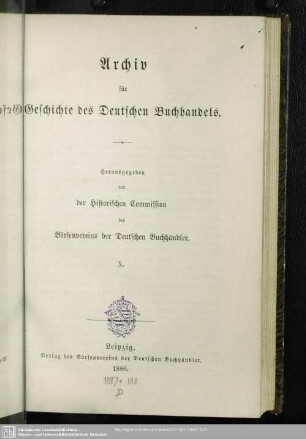 Archiv
für
Geschichte des Deutschen Buchhandels.
Herausgegeben
von
der Historischen Commission
des
Börsenvereins der Deutschen Buchhändler.
X.
Leipzig.
Verlag des Börsenvereins der Deutschen Buchhändler.
1886.
D